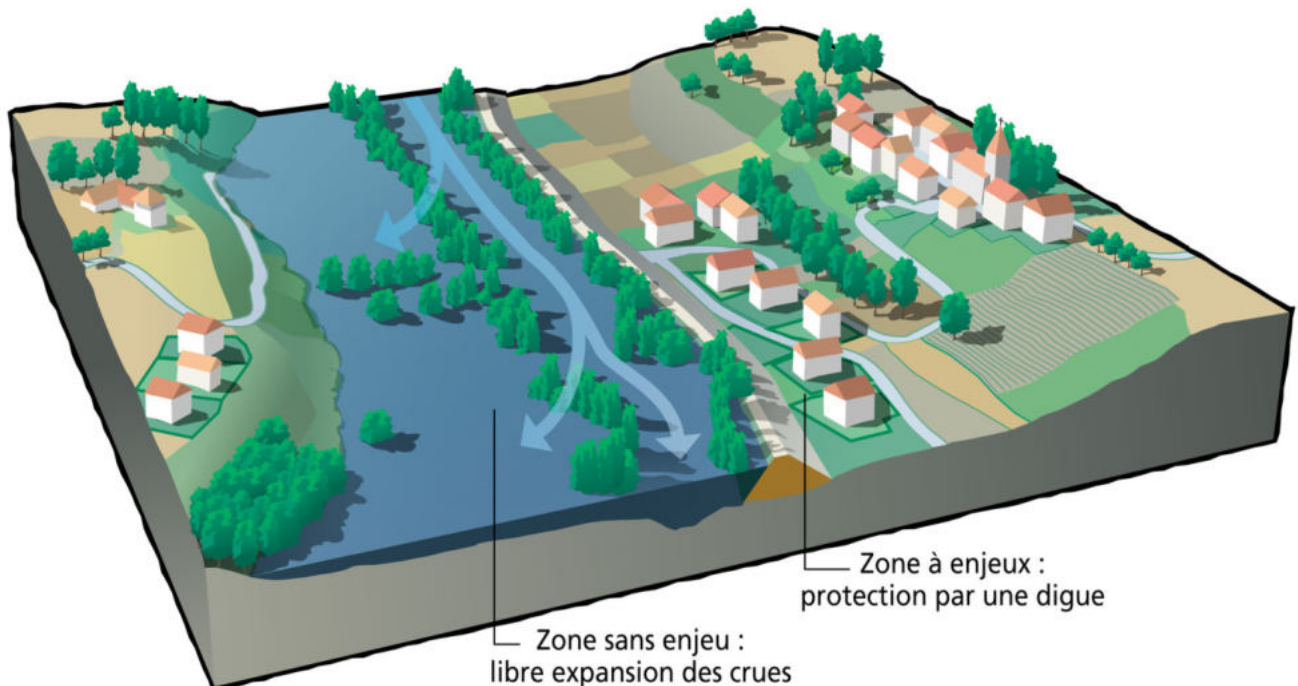 Zone à enjeux :
protection par une digue
Zone sans enjeu :
libre expansion des crues